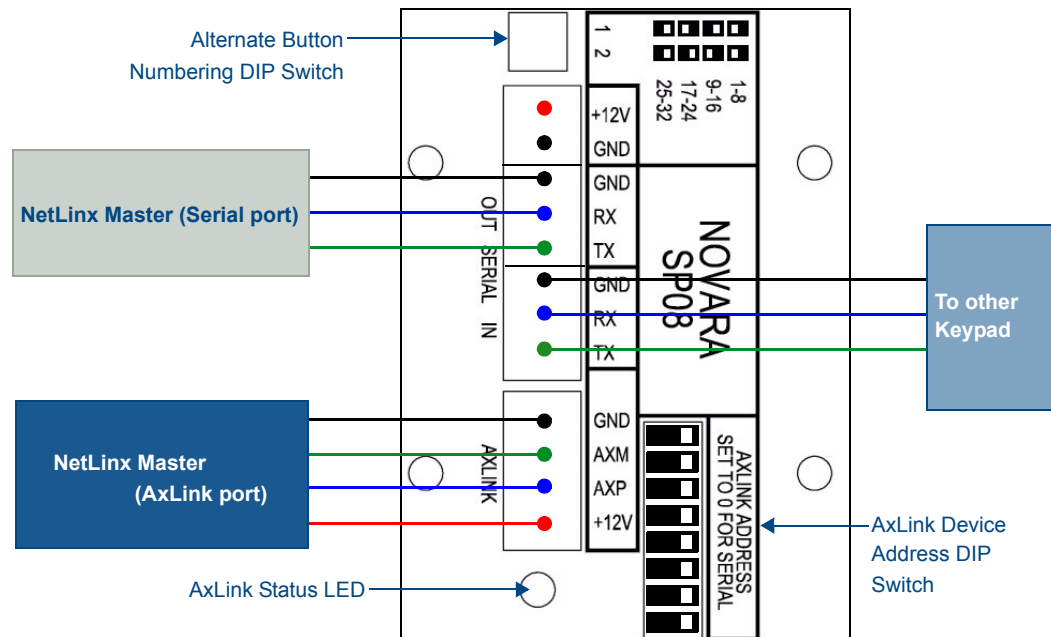 Alternate Button
Numbering DIP Switch
1
2
1-8
9-16
17-24
25-32
+12V
GND
GND
RX
TX
GND
RX
TX
OUT SERIAL IN
NOVARA
SP08
NetLinx Master (Serial port)
To other
Keypad
NetLinx Master
(AxLink port)
AXLINK
GND
AXM
AXP
+12V
AXLINK ADDRESS
SET TO 0 FOR SERIAL
AxLink Device
Address DIP
Switch
AxLink Status LED